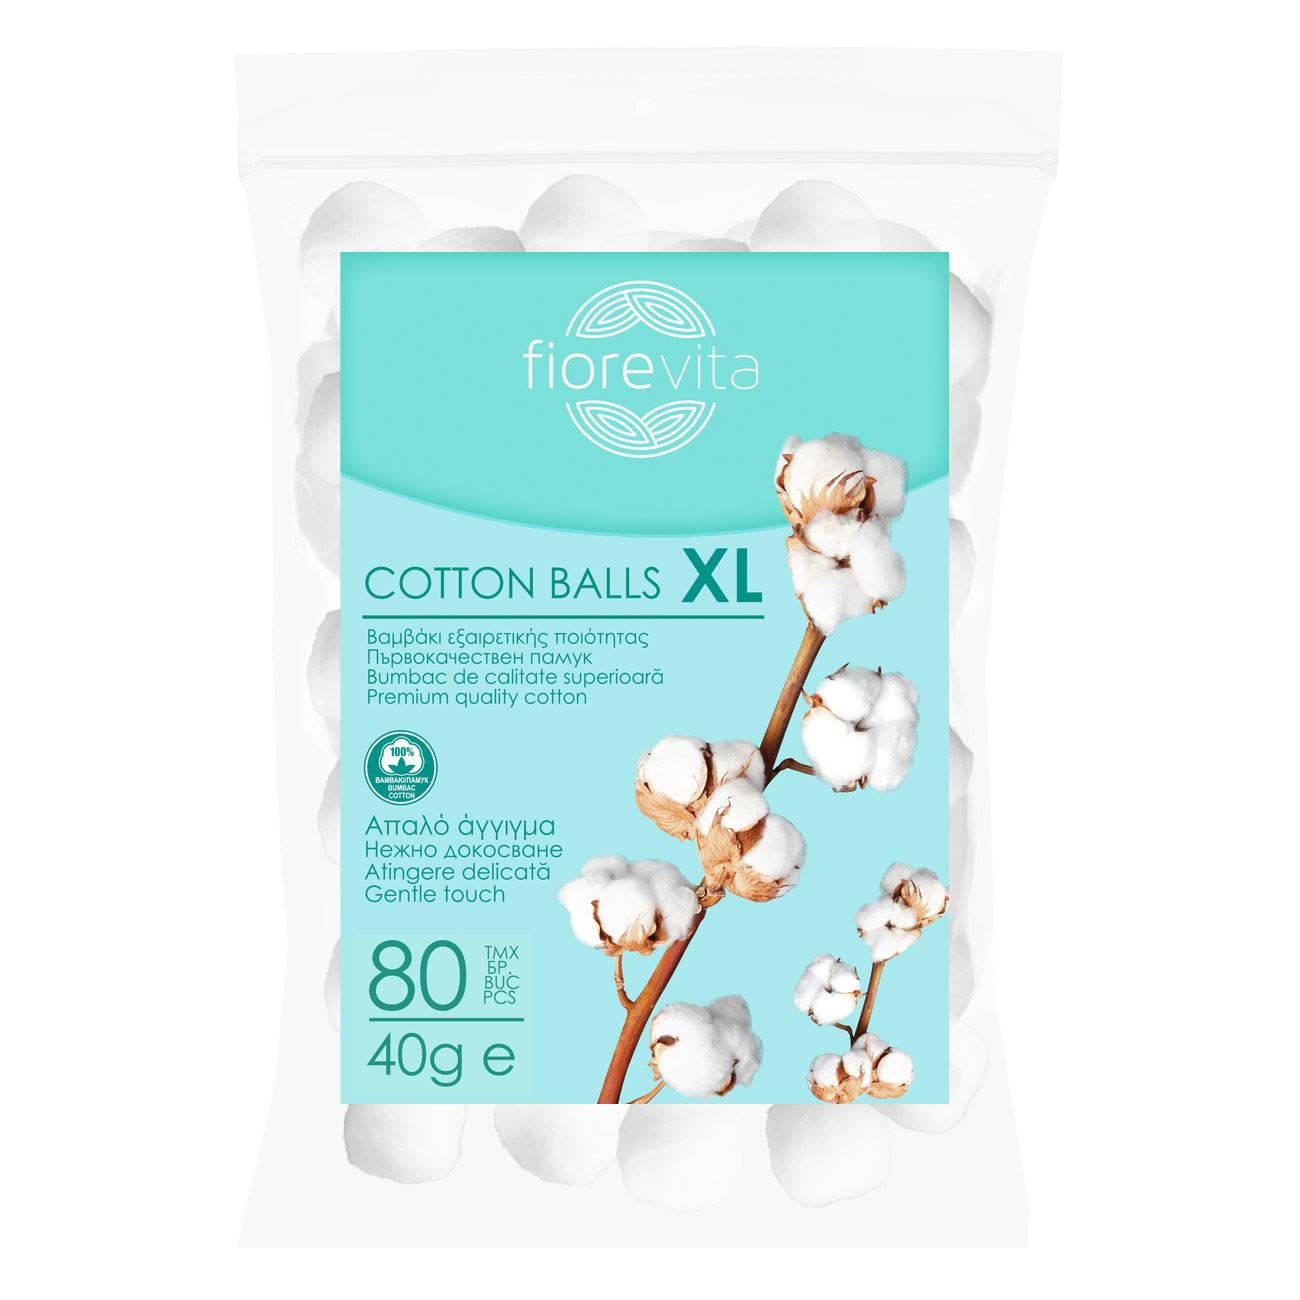 fiorevita
COTTON BALLS XL
Βαμβάκι εξαιρετικής ποιότητας
Първокачествен памук
Bumbac de calitate superioară
Premium quality cotton
100%
ΒΑΜΒΑΚΙ/ПАМУК
BUMBAC
COTTON
Απαλό άγγιγμα
Нежно докосване
Atingere delicată
Gentle touch
80 ΤΜΧ
БР.
BUC
PCS
40g e